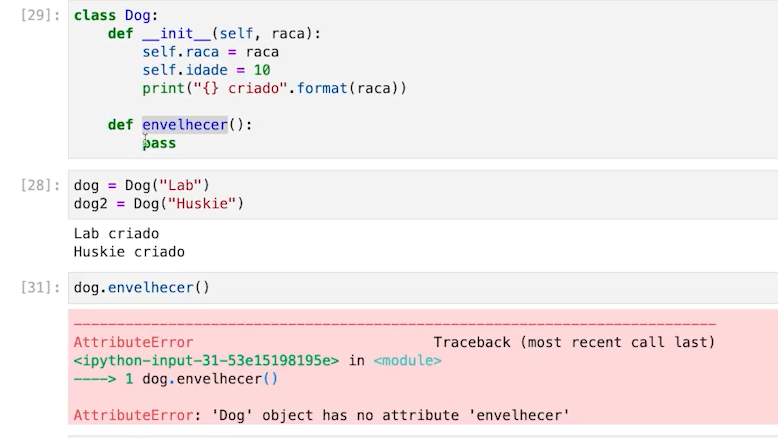 [29]: class Dog:
def __init__(self, raca):
self.raca = raca
self.idade = 10
print("{} criado".format(raca))
def envelhecer():
pass
[28]: dog = Dog("Lab")
dog2 = Dog("Huskie")
Lab criado
Huskie criado
[31]: dog.envelhecer()
---------------------------------------------------------------------------
AttributeError Traceback (most recent call last)
<ipython-input-31-53e15198195e> in <module>
----> 1 dog.envelhecer()
AttributeError: 'Dog' object has no attribute 'envelhecer'